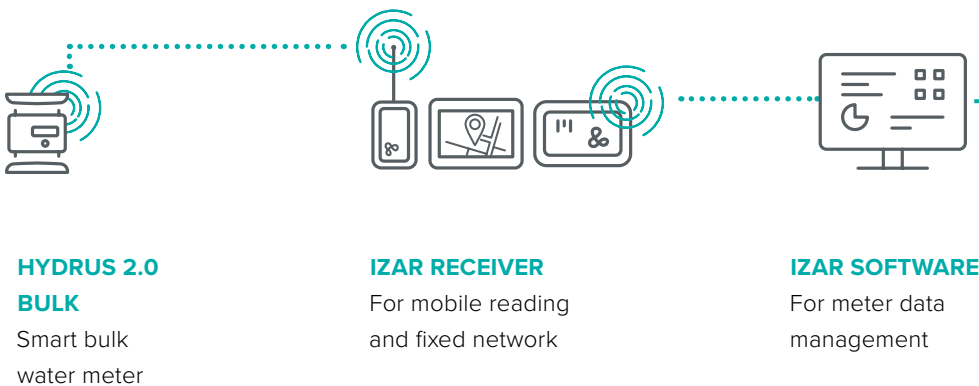 HYDRUS 2.0
BULK
Smart bulk
water meter
IZAR RECEIVER
For mobile reading
and fixed network
IZAR SOFTWARE
For meter data
management